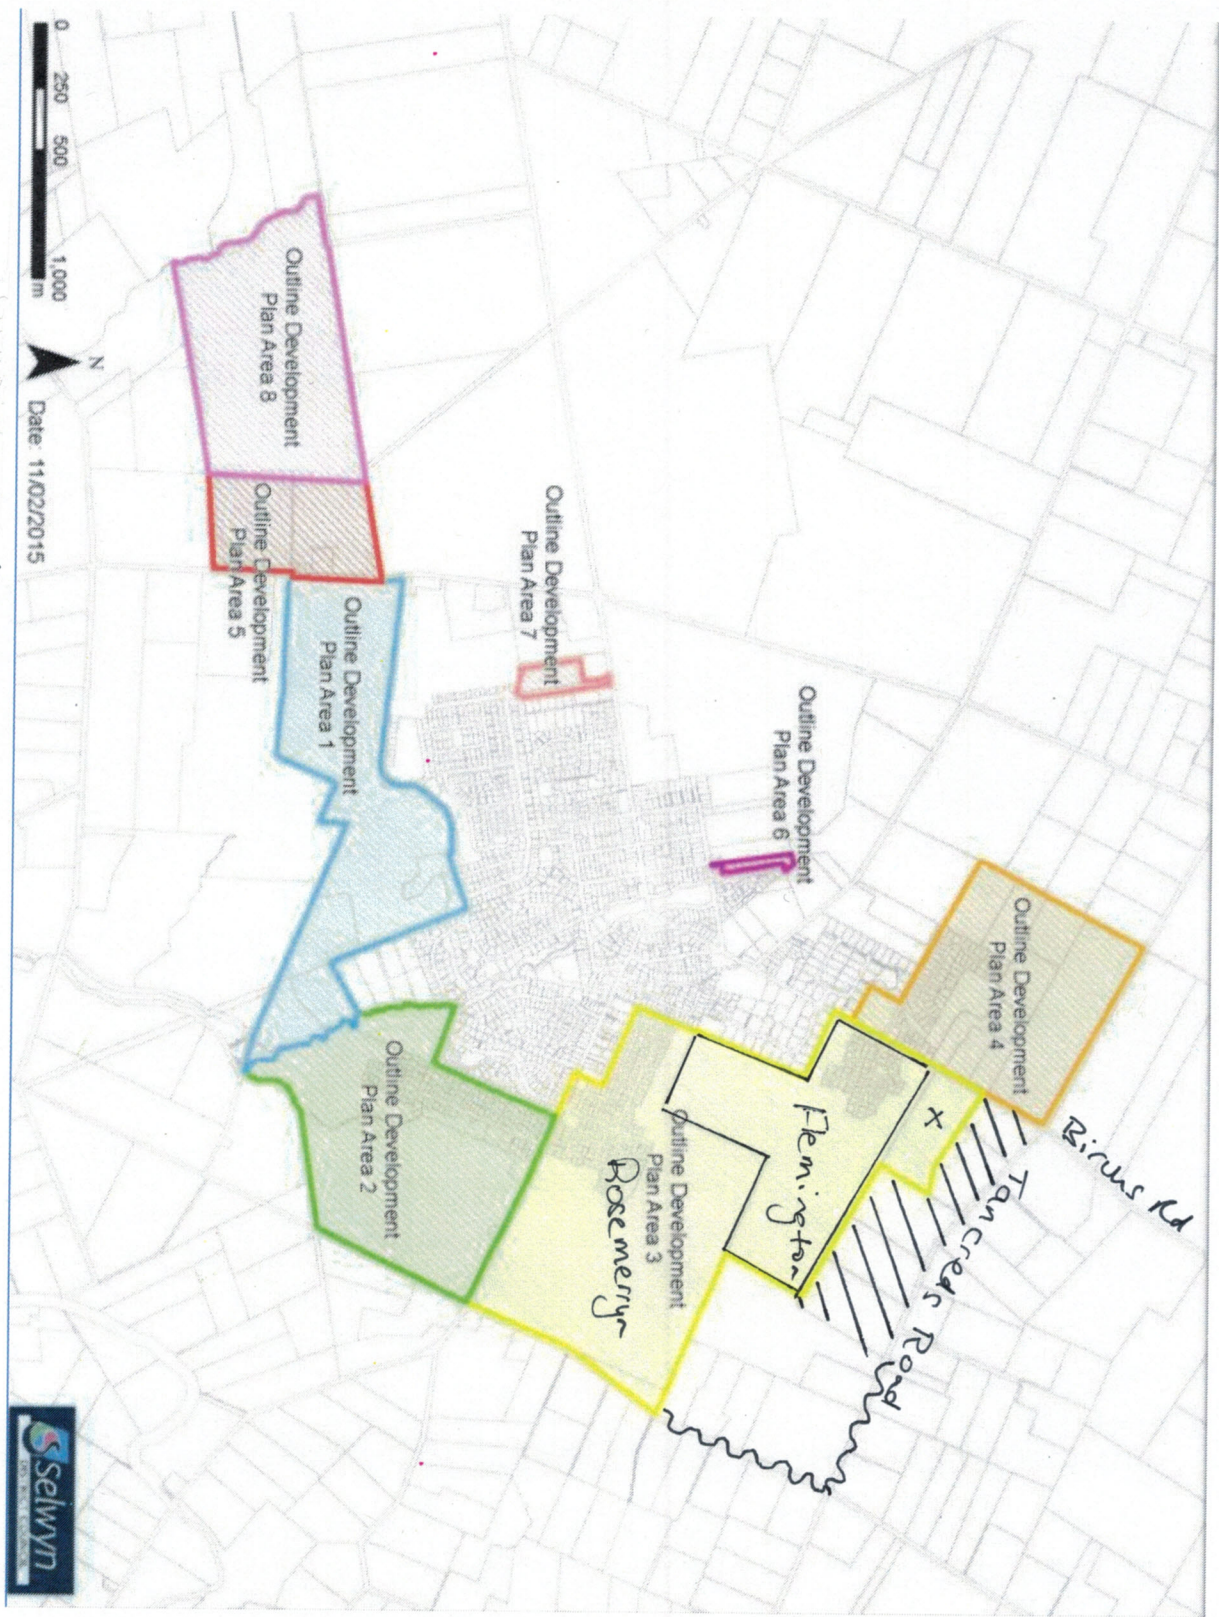 Birchs Rd
Tancreds Road
Outline Development
Plan Area 4
x
Outline Development
Plan Area 6
Flemington
Outline Development
Plan Area 3
Rosemerryn
Outline Development
Plan Area 7
Outline Development
Plan Area 2
Outline Development
Plan Area 1
Outline Development
Plan Area 8
Outline Development
Plan Area 5
0 250 500 1,000
m
N
Date: 11/02/2015
Selwyn
DISTRICT COUNCIL